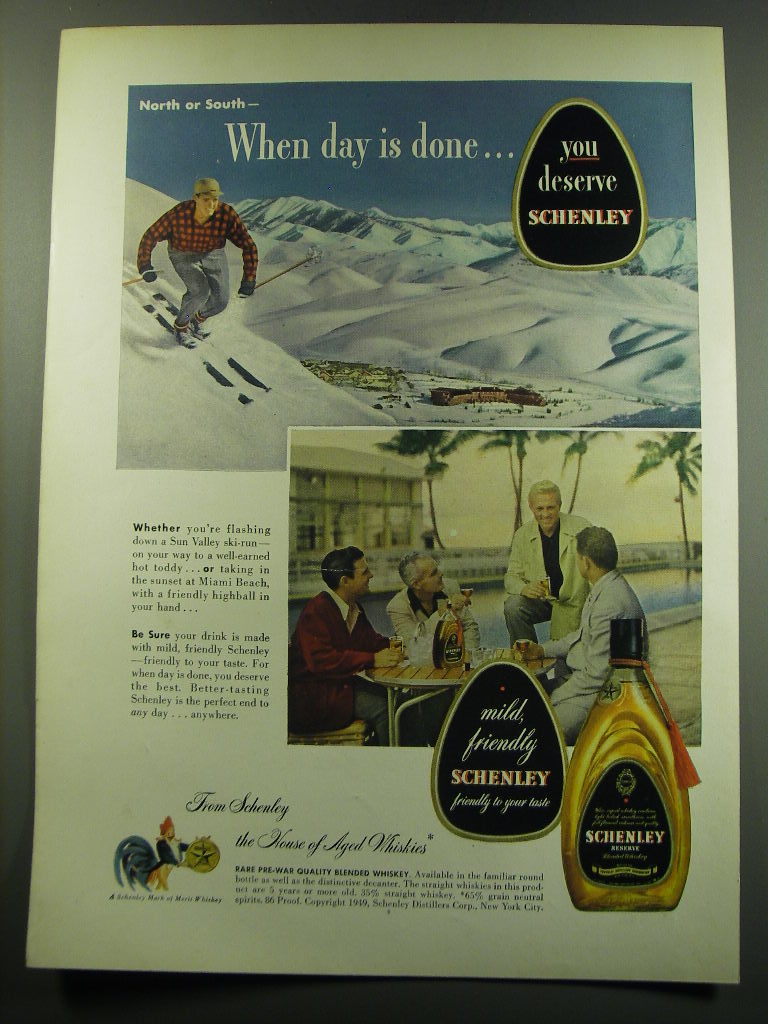 North or South—
When day is done...
you
deserve
SCHENLEY
Whether you're flashing
down a Sun Valley ski-run—
on your way to a well-earned
hot toddy...or taking in
the sunset at Miami Beach,
with a friendly highball in
your hand...
Be Sure your drink is made
with mild, friendly Schenley
—friendly to your taste. For
when day is done, you deserve
the best. Better-tasting
Schenley is the perfect end to
any day...anywhere.
mild,
friendly
SCHENLEY
friendly to your taste
SCHENLEY
RESERVE
Blended Whiskey
From Schenley
the House of Aged Whiskies*
A Schenley Mark of Merit Whiskey
RARE PRE-WAR QUALITY BLENDED WHISKEY. Available in the familiar round
bottle as well as the distinctive decanter. The straight whiskies in this prod-
uct are 5 years or more old. 35% straight whiskey. *65% grain neutral
spirits. 86 Proof. Copyright 1949, Schenley Distillers Corp., New York City.